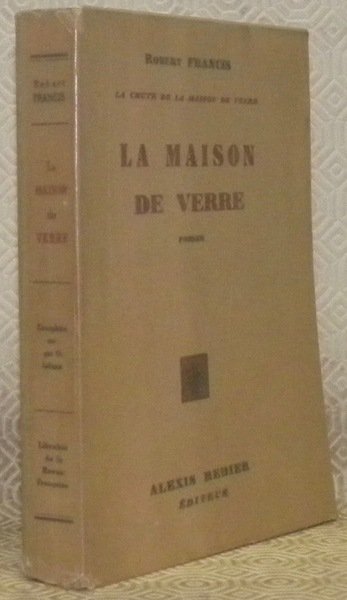 Robert FRANCIS
LA CHUTE DE LA MAISON DE VERRE
LA MAISON
DE VERRE
ROMAN
ALEXIS REDIER
ÉDITEUR
Robert
FRANCIS
La
MAISON
de
VERRE
Librairie
de la
Revue
Française